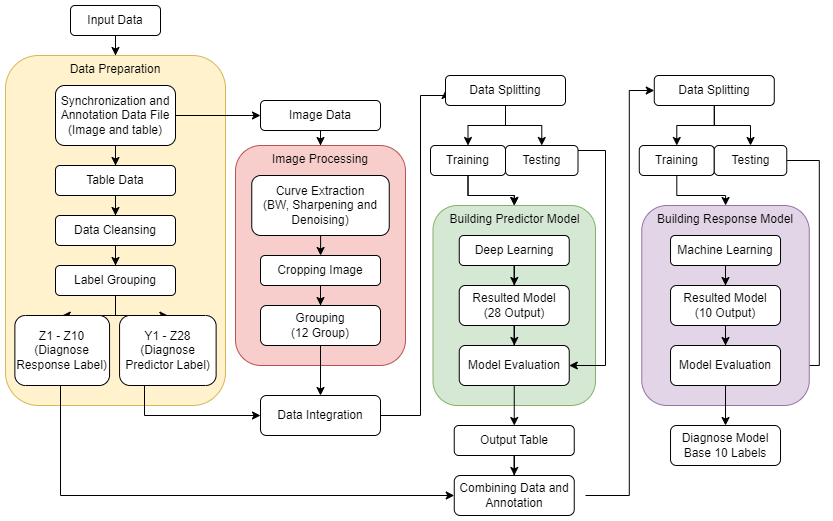 Input Data
Data Preparation
Synchronization and
Annotation Data File
(Image and table)
Table Data
Data Cleansing
Label Grouping
Z1 - Z10
(Diagnose
Response Label)
Y1 - Z28
(Diagnose
Predictor Label)
Image Data
Image Processing
Curve Extraction
(BW, Sharpening and
Denoising)
Cropping Image
Grouping
(12 Group)
Data Integration
Data Splitting
Training
Testing
Building Predictor Model
Deep Learning
Resulted Model
(28 Output)
Model Evaluation
Output Table
Combining Data and
Annotation
Data Splitting
Training
Testing
Building Response Model
Machine Learning
Resulted Model
(10 Output)
Model Evaluation
Diagnose Model
Base 10 Labels